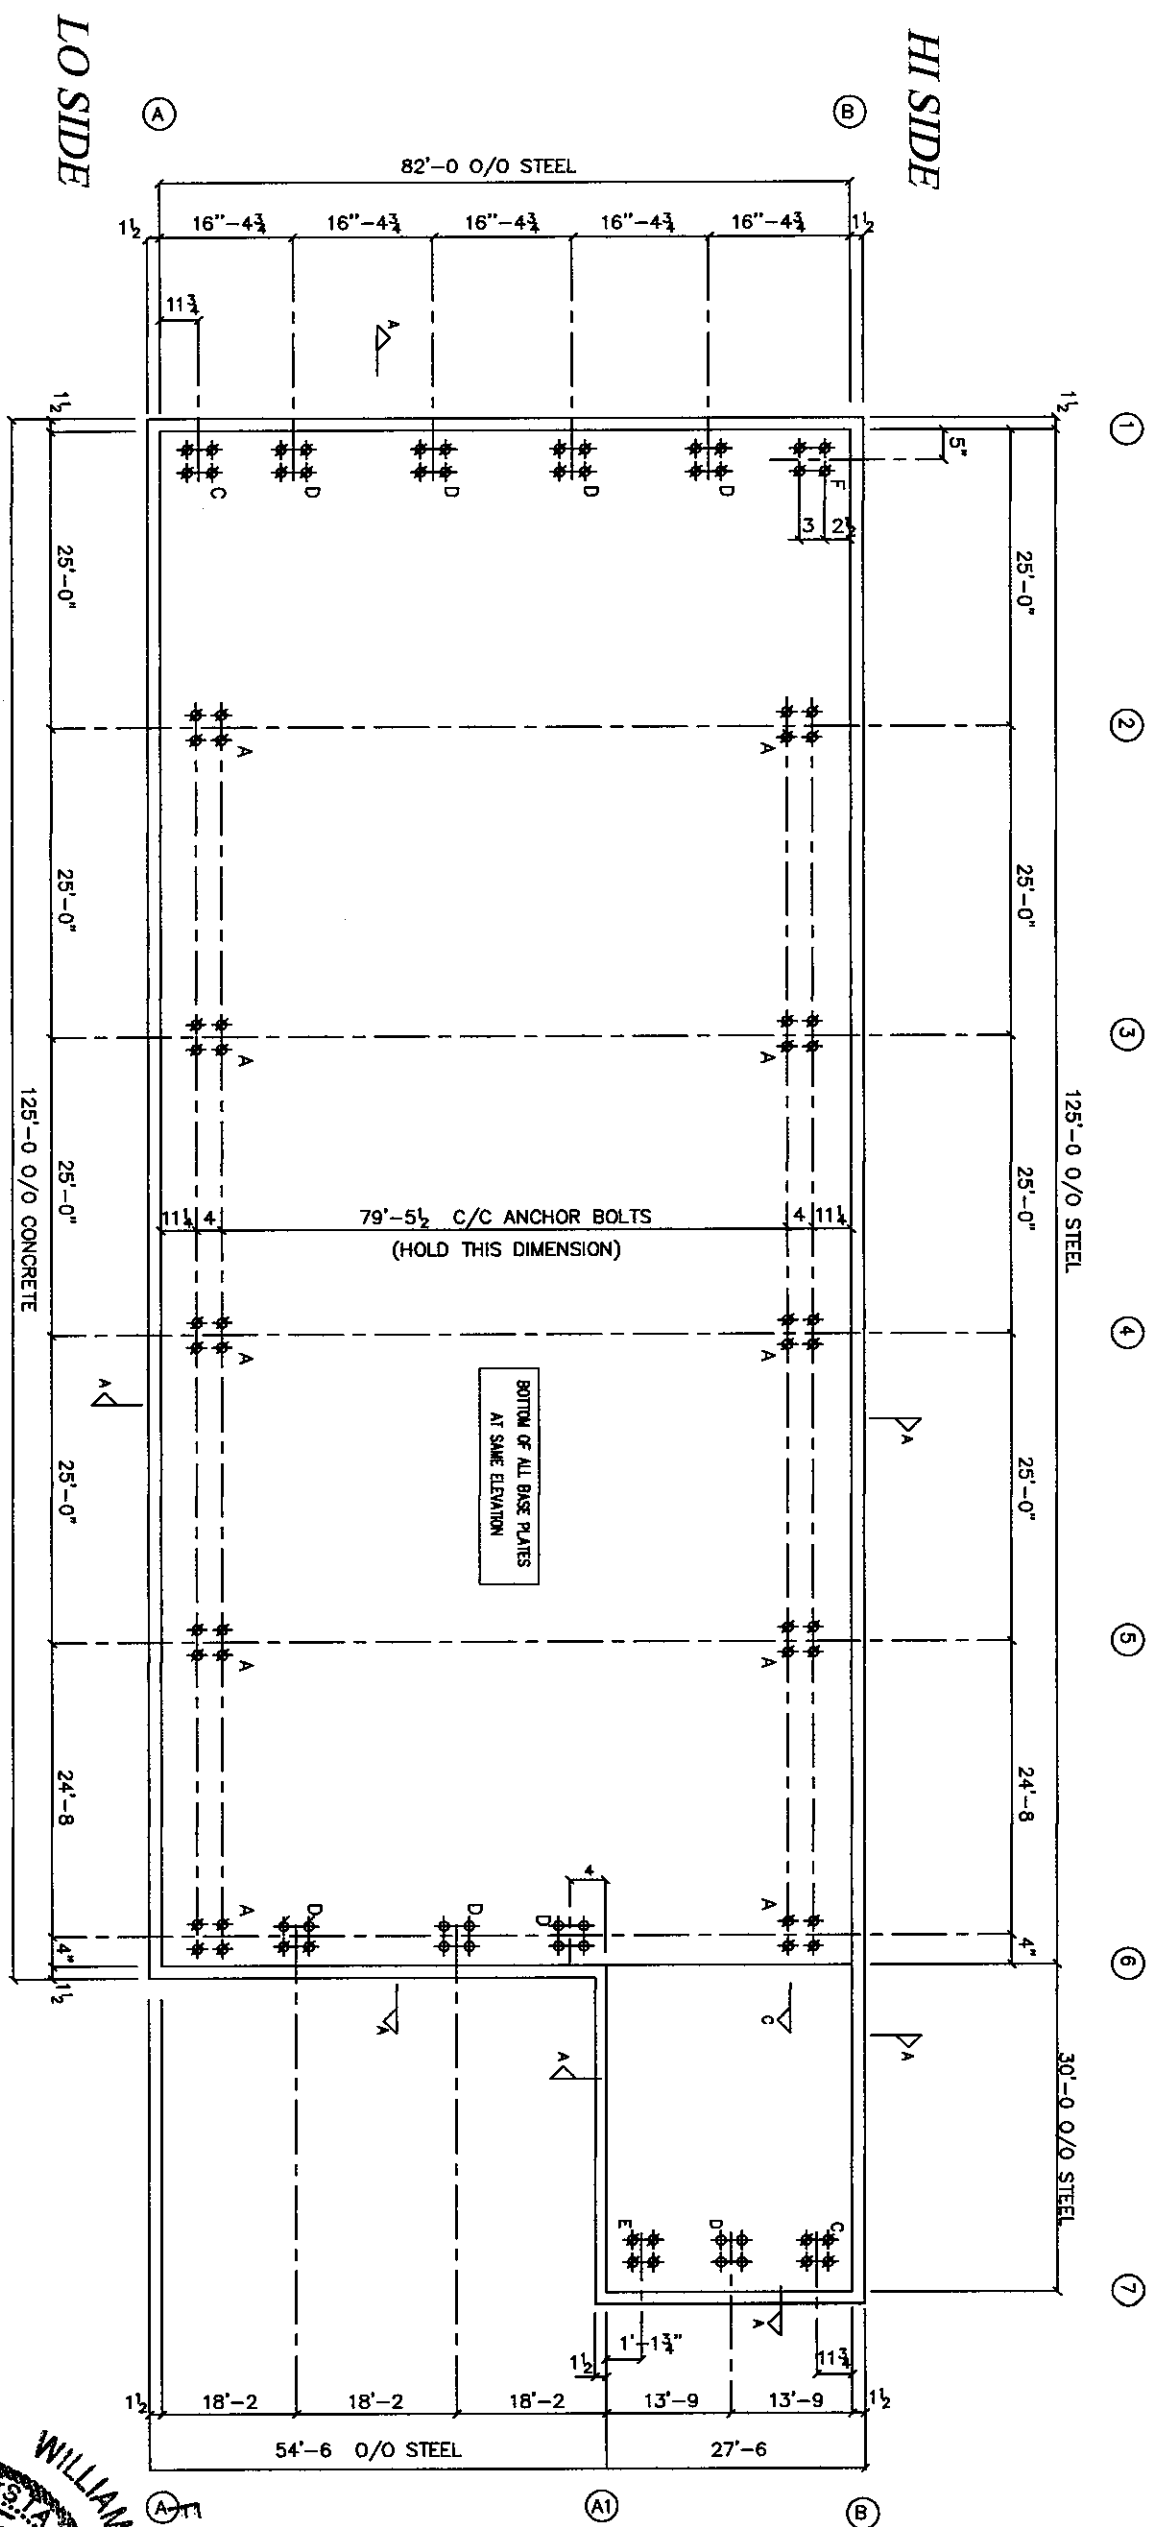 HI SIDE
LO SIDE
A
B
82'-0 O/O STEEL
1½ 16"-4¾ 16"-4¾ 16"-4¾ 16"-4¾ 16"-4¾ 1½
11¾
A
1½
1½
1
5"
C
D
D
D
D
F
3 2½
25'-0"
25'-0"
2
A
A
25'-0"
25'-0"
3
A
A
125'-0 O/O CONCRETE
125'-0 O/O STEEL
25'-0"
25'-0"
11¼ 4 79'-5½ C/C ANCHOR BOLTS 4 11¼
(HOLD THIS DIMENSION)
4
A
A
BOTTOM OF ALL BASE PLATES
AT SAME ELEVATION
A
A
25'-0"
25'-0"
5
A
A
24'-8
24'-8
4
A
D
D
D
A
4"
4"
6
1½
A
C
A
A
30'-0 O/O STEEL
E
D
C
7
A
1'-1¾"
11¾
1½
1½ 18'-2 18'-2 18'-2 13'-9 13'-9 1½
54'-6 O/O STEEL
27'-6
A
A1
B
WILLIAM
STA